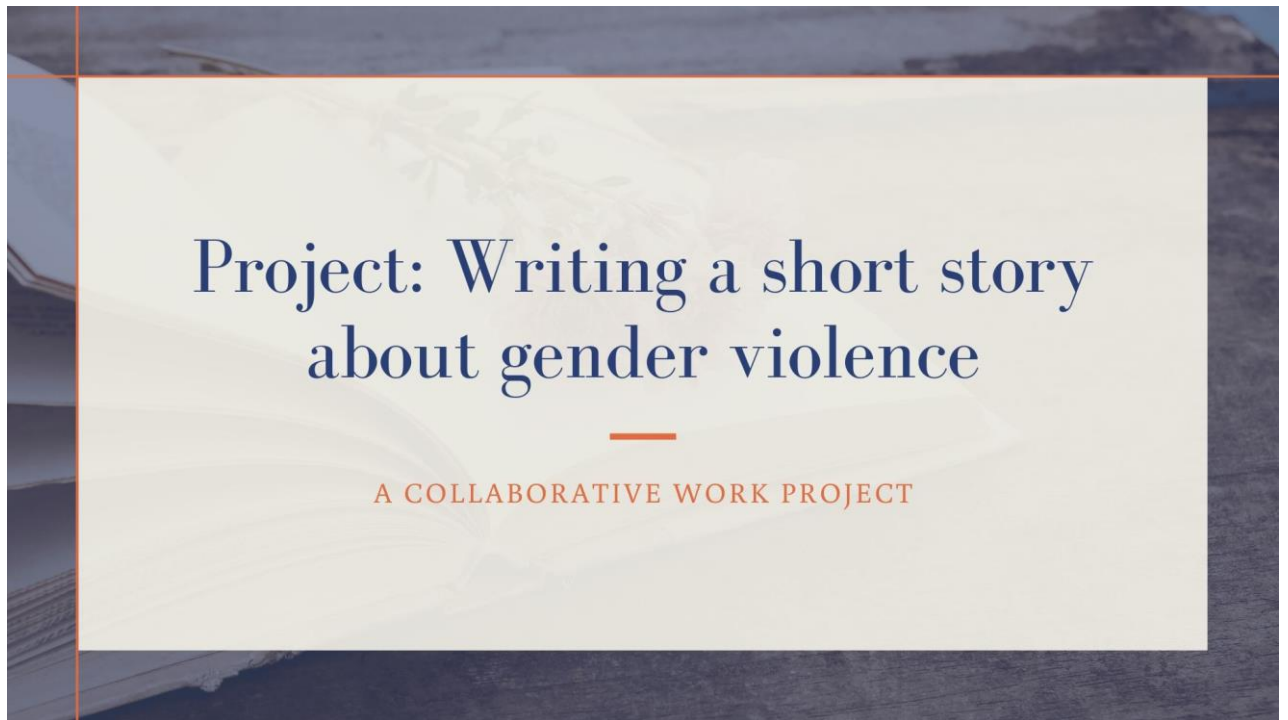 Project: Writing a short story
about gender violence
A COLLABORATIVE WORK PROJECT